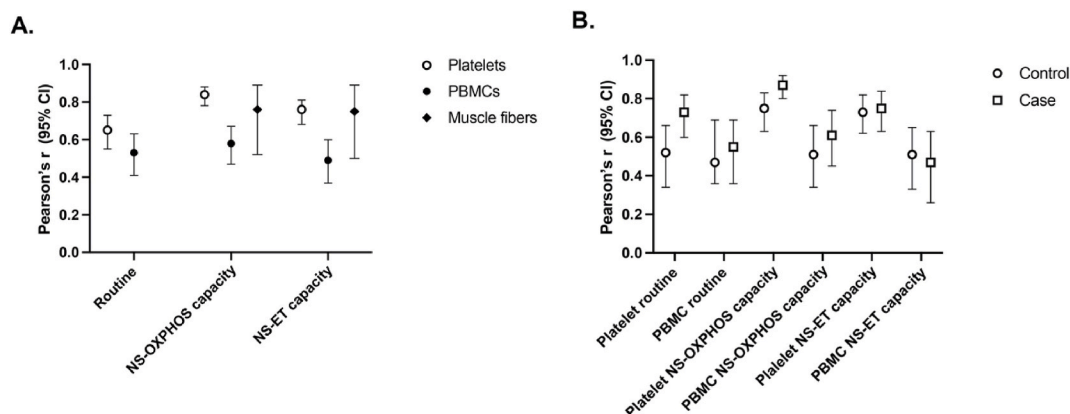 A.
Pearson's r (95% CI)
1.0
0.8
0.6
0.4
0.2
0.0
Routine
NS-OXPHOS capacity
NS-ET capacity
Platelets
PBMCs
Muscle fibers
B.
Pearson's r (95% CI)
1.0
0.8
0.6
0.4
0.2
0.0
Platelet routine
PBMC routine
Platelet NS-OXPHOS capacity
PBMC NS-OXPHOS capacity
Plalelet NS-ET capacity
PBMC NS-ET capacity
Control
Case